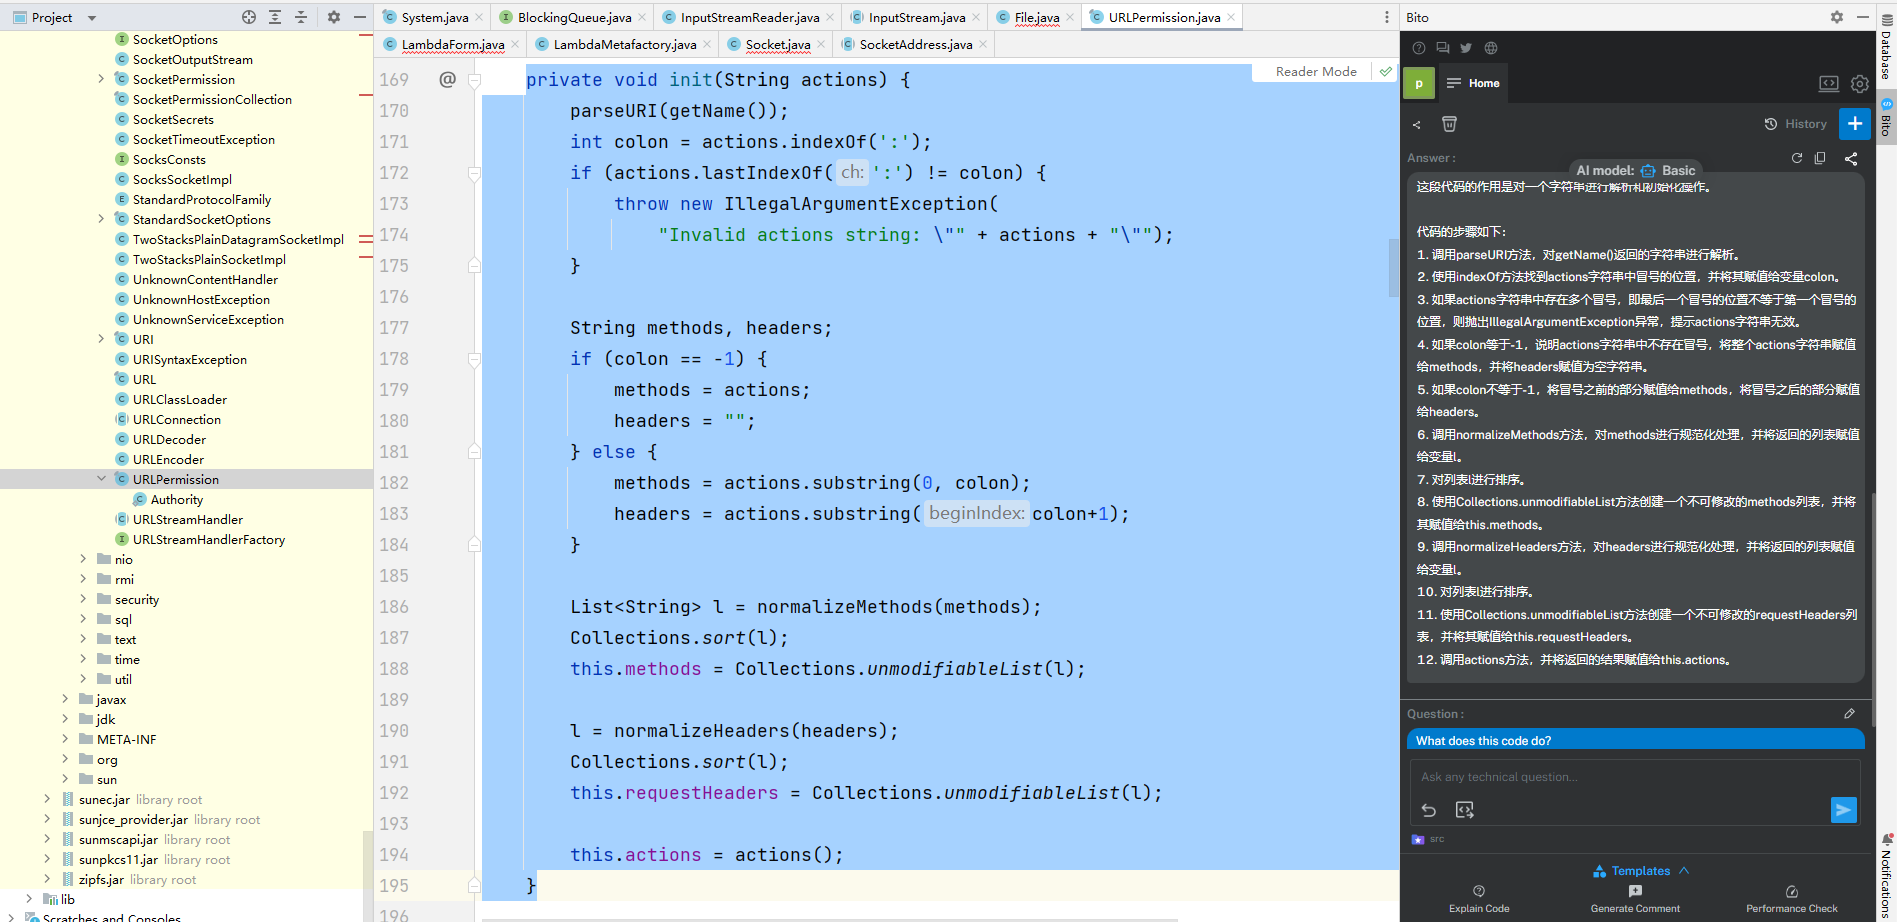 Project
System.java
BlockingQueue.java
InputStreamReader.java
InputStream.java
File.java
URLPermission.java
LambdaForm.java
LambdaMetafactory.java
Socket.java
SocketAddress.java
SocketOptions
SocketOutputStream
SocketPermission
SocketPermissionCollection
SocketSecrets
SocketTimeoutException
SocksConsts
SocksSocketImpl
StandardProtocolFamily
StandardSocketOptions
TwoStacksPlainDatagramSocketImpl
TwoStacksPlainSocketImpl
UnknownContentHandler
UnknownHostException
UnknownServiceException
URI
URISyntaxException
URL
URLClassLoader
URLConnection
URLDecoder
URLEncoder
URLPermission
Authority
URLStreamHandler
URLStreamHandlerFactory
nio
rmi
security
sql
text
time
util
javax
jdk
META-INF
org
sun
sunec.jar library root
sunjce_provider.jar library root
sunmscapi.jar library root
sunpkcs11.jar library root
zipfs.jar library root
lib
Scratches and Consoles
Reader Mode
169 @ private void init(String actions) {
170 parseURI(getName());
171 int colon = actions.indexOf(':');
172 if (actions.lastIndexOf( ch: ':') != colon) {
173 throw new IllegalArgumentException(
174 "Invalid actions string: \"" + actions + "\"");
175 }
176
177 String methods, headers;
178 if (colon == -1) {
179 methods = actions;
180 headers = "";
181 } else {
182 methods = actions.substring(0, colon);
183 headers = actions.substring( beginIndex: colon+1);
184 }
185
186 List<String> l = normalizeMethods(methods);
187 Collections.sort(l);
188 this.methods = Collections.unmodifiableList(l);
189
190 l = normalizeHeaders(headers);
191 Collections.sort(l);
192 this.requestHeaders = Collections.unmodifiableList(l);
193
194 this.actions = actions();
195 }
196
Bito
p
Home
History
+
Answer :
AI model: Basic
这段代码的作用是对一个字符串进行解析和初始化操作。
代码的步骤如下：
1. 调用parseURI方法，对getName()返回的字符串进行解析。
2. 使用indexOf方法找到actions字符串中冒号的位置，并将其赋值给变量colon。
3. 如果actions字符串中存在多个冒号，即最后一个冒号的位置不等于第一个冒号的
位置，则抛出IllegalArgumentException异常，提示actions字符串无效。
4. 如果colon等于-1，说明actions字符串中不存在冒号，将整个actions字符串赋值
给methods，并将headers赋值为空字符串。
5. 如果colon不等于-1，将冒号之前的部分赋值给methods，将冒号之后的部分赋值
给headers。
6. 调用normalizeMethods方法，对methods进行规范化处理，并将返回的列表赋值
给变量l。
7. 对列表l进行排序。
8. 使用Collections.unmodifiableList方法创建一个不可修改的methods列表，并将
其赋值给this.methods。
9. 调用normalizeHeaders方法，对headers进行规范化处理，并将返回的列表赋值
给变量l。
10. 对列表l进行排序。
11. 使用Collections.unmodifiableList方法创建一个不可修改的requestHeaders列
表，并将其赋值给this.requestHeaders。
12. 调用actions方法，并将返回的结果赋值给this.actions。
Question :
What does this code do?
Ask any technical question...
src
Templates
Explain Code
Generate Comment
Performance Check
Database
Bito
Notifications